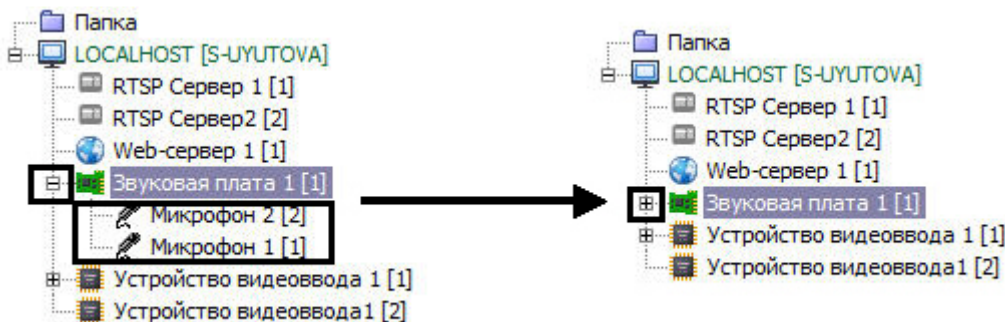 Папка
LOCALHOST [S-UYUTOVA]
RTSP Сервер 1 [1]
RTSP Сервер2 [2]
Web-сервер 1 [1]
Звуковая плата 1 [1]
Микрофон 2 [2]
Микрофон 1 [1]
Устройство видеоввода 1 [1]
Устройство видеоввода1 [2]
Папка
LOCALHOST [S-UYUTOVA]
RTSP Сервер 1 [1]
RTSP Сервер2 [2]
Web-сервер 1 [1]
Звуковая плата 1 [1]
Устройство видеоввода 1 [1]
Устройство видеоввода1 [2]